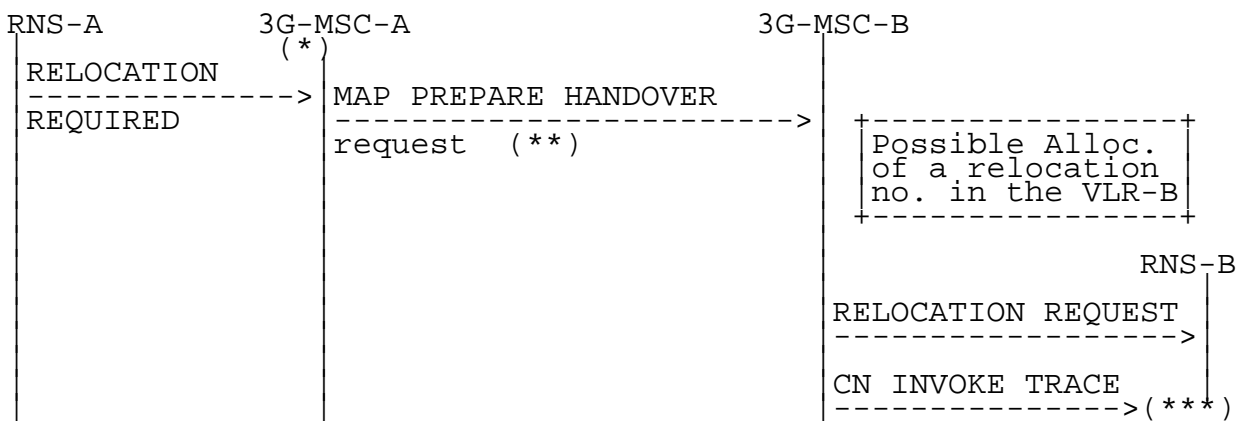 RNS-A 3G-MSC-A 3G-MSC-B
(*)
RELOCATION
REQUIRED
MAP PREPARE HANDOVER
request (**)
Possible Alloc.
of a relocation
no. in the VLR-B
RNS-B
RELOCATION REQUEST
CN INVOKE TRACE
(***)